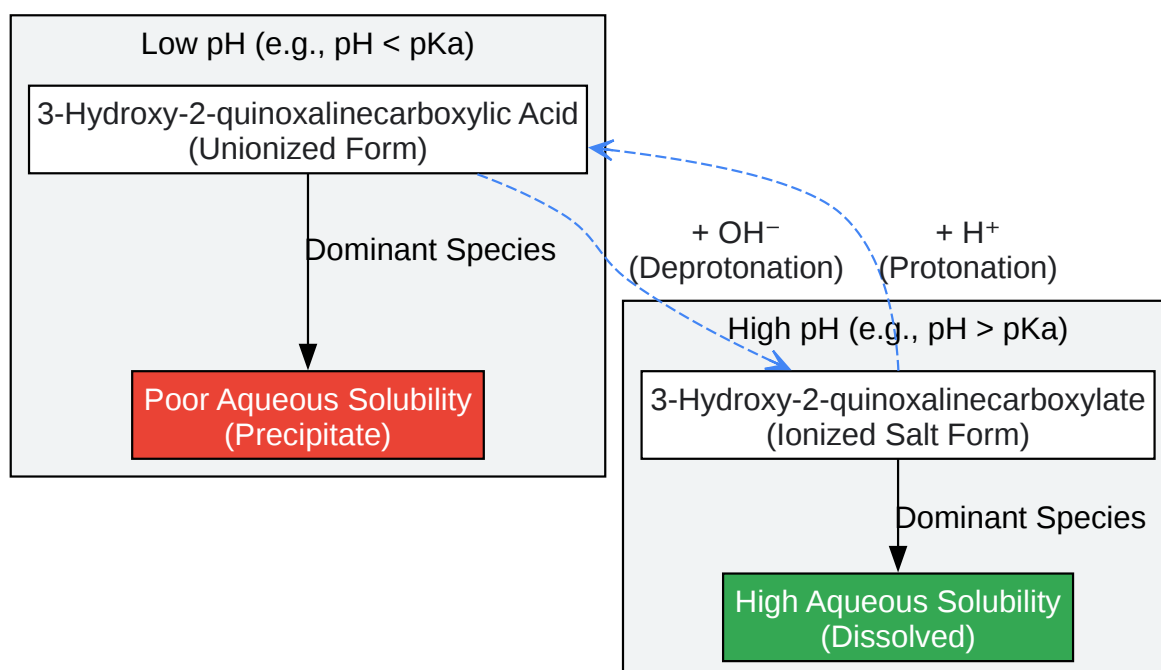 Low pH (e.g., pH < pKa)
3-Hydroxy-2-quinoxalinecarboxylic Acid
(Unionized Form)
Dominant Species
Poor Aqueous Solubility
(Precipitate)
+ OH⁻
(Deprotonation)
+ H⁺
(Protonation)
High pH (e.g., pH > pKa)
3-Hydroxy-2-quinoxalinecarboxylate
(Ionized Salt Form)
Dominant Species
High Aqueous Solubility
(Dissolved)